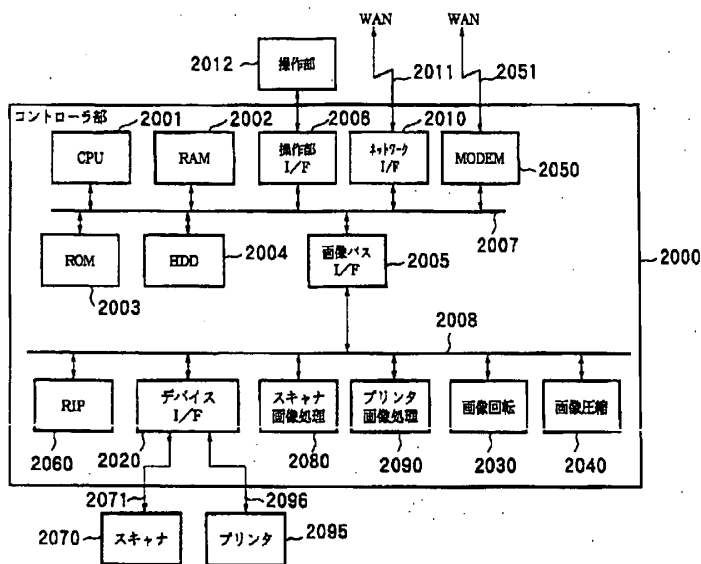 WAN
WAN
2012
操作部
2011
2051
コントローラ部
2001
2002
2006
2010
CPU
RAM
操作部
I/F
ネットワーク
I/F
MODEM
2050
2007
ROM
HDD
2004
画像バス
I/F
2005
2000
2003
2008
RIP
デバイス
I/F
スキャナ
画像処理
プリンタ
画像処理
画像回転
画像圧縮
2060
2020
2080
2090
2030
2040
2071
2096
2070
スキャナ
プリンタ
2095